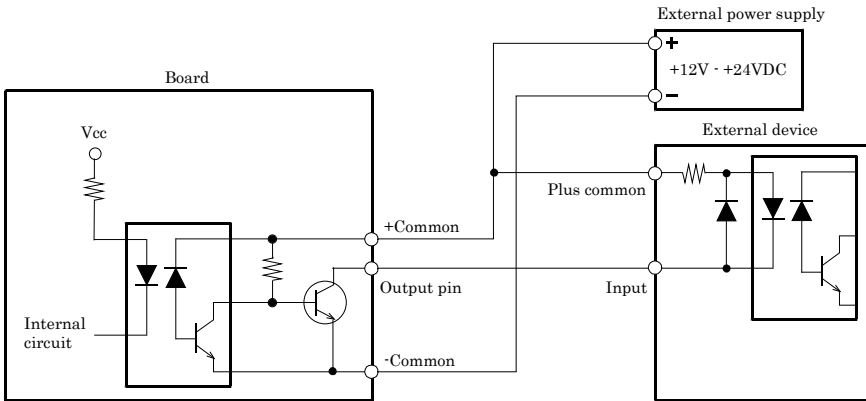 External power supply
+
+12V - +24VDC
-
Board
External device
Vcc
Plus common
+Common
Output pin
Input
Internal
circuit
-Common